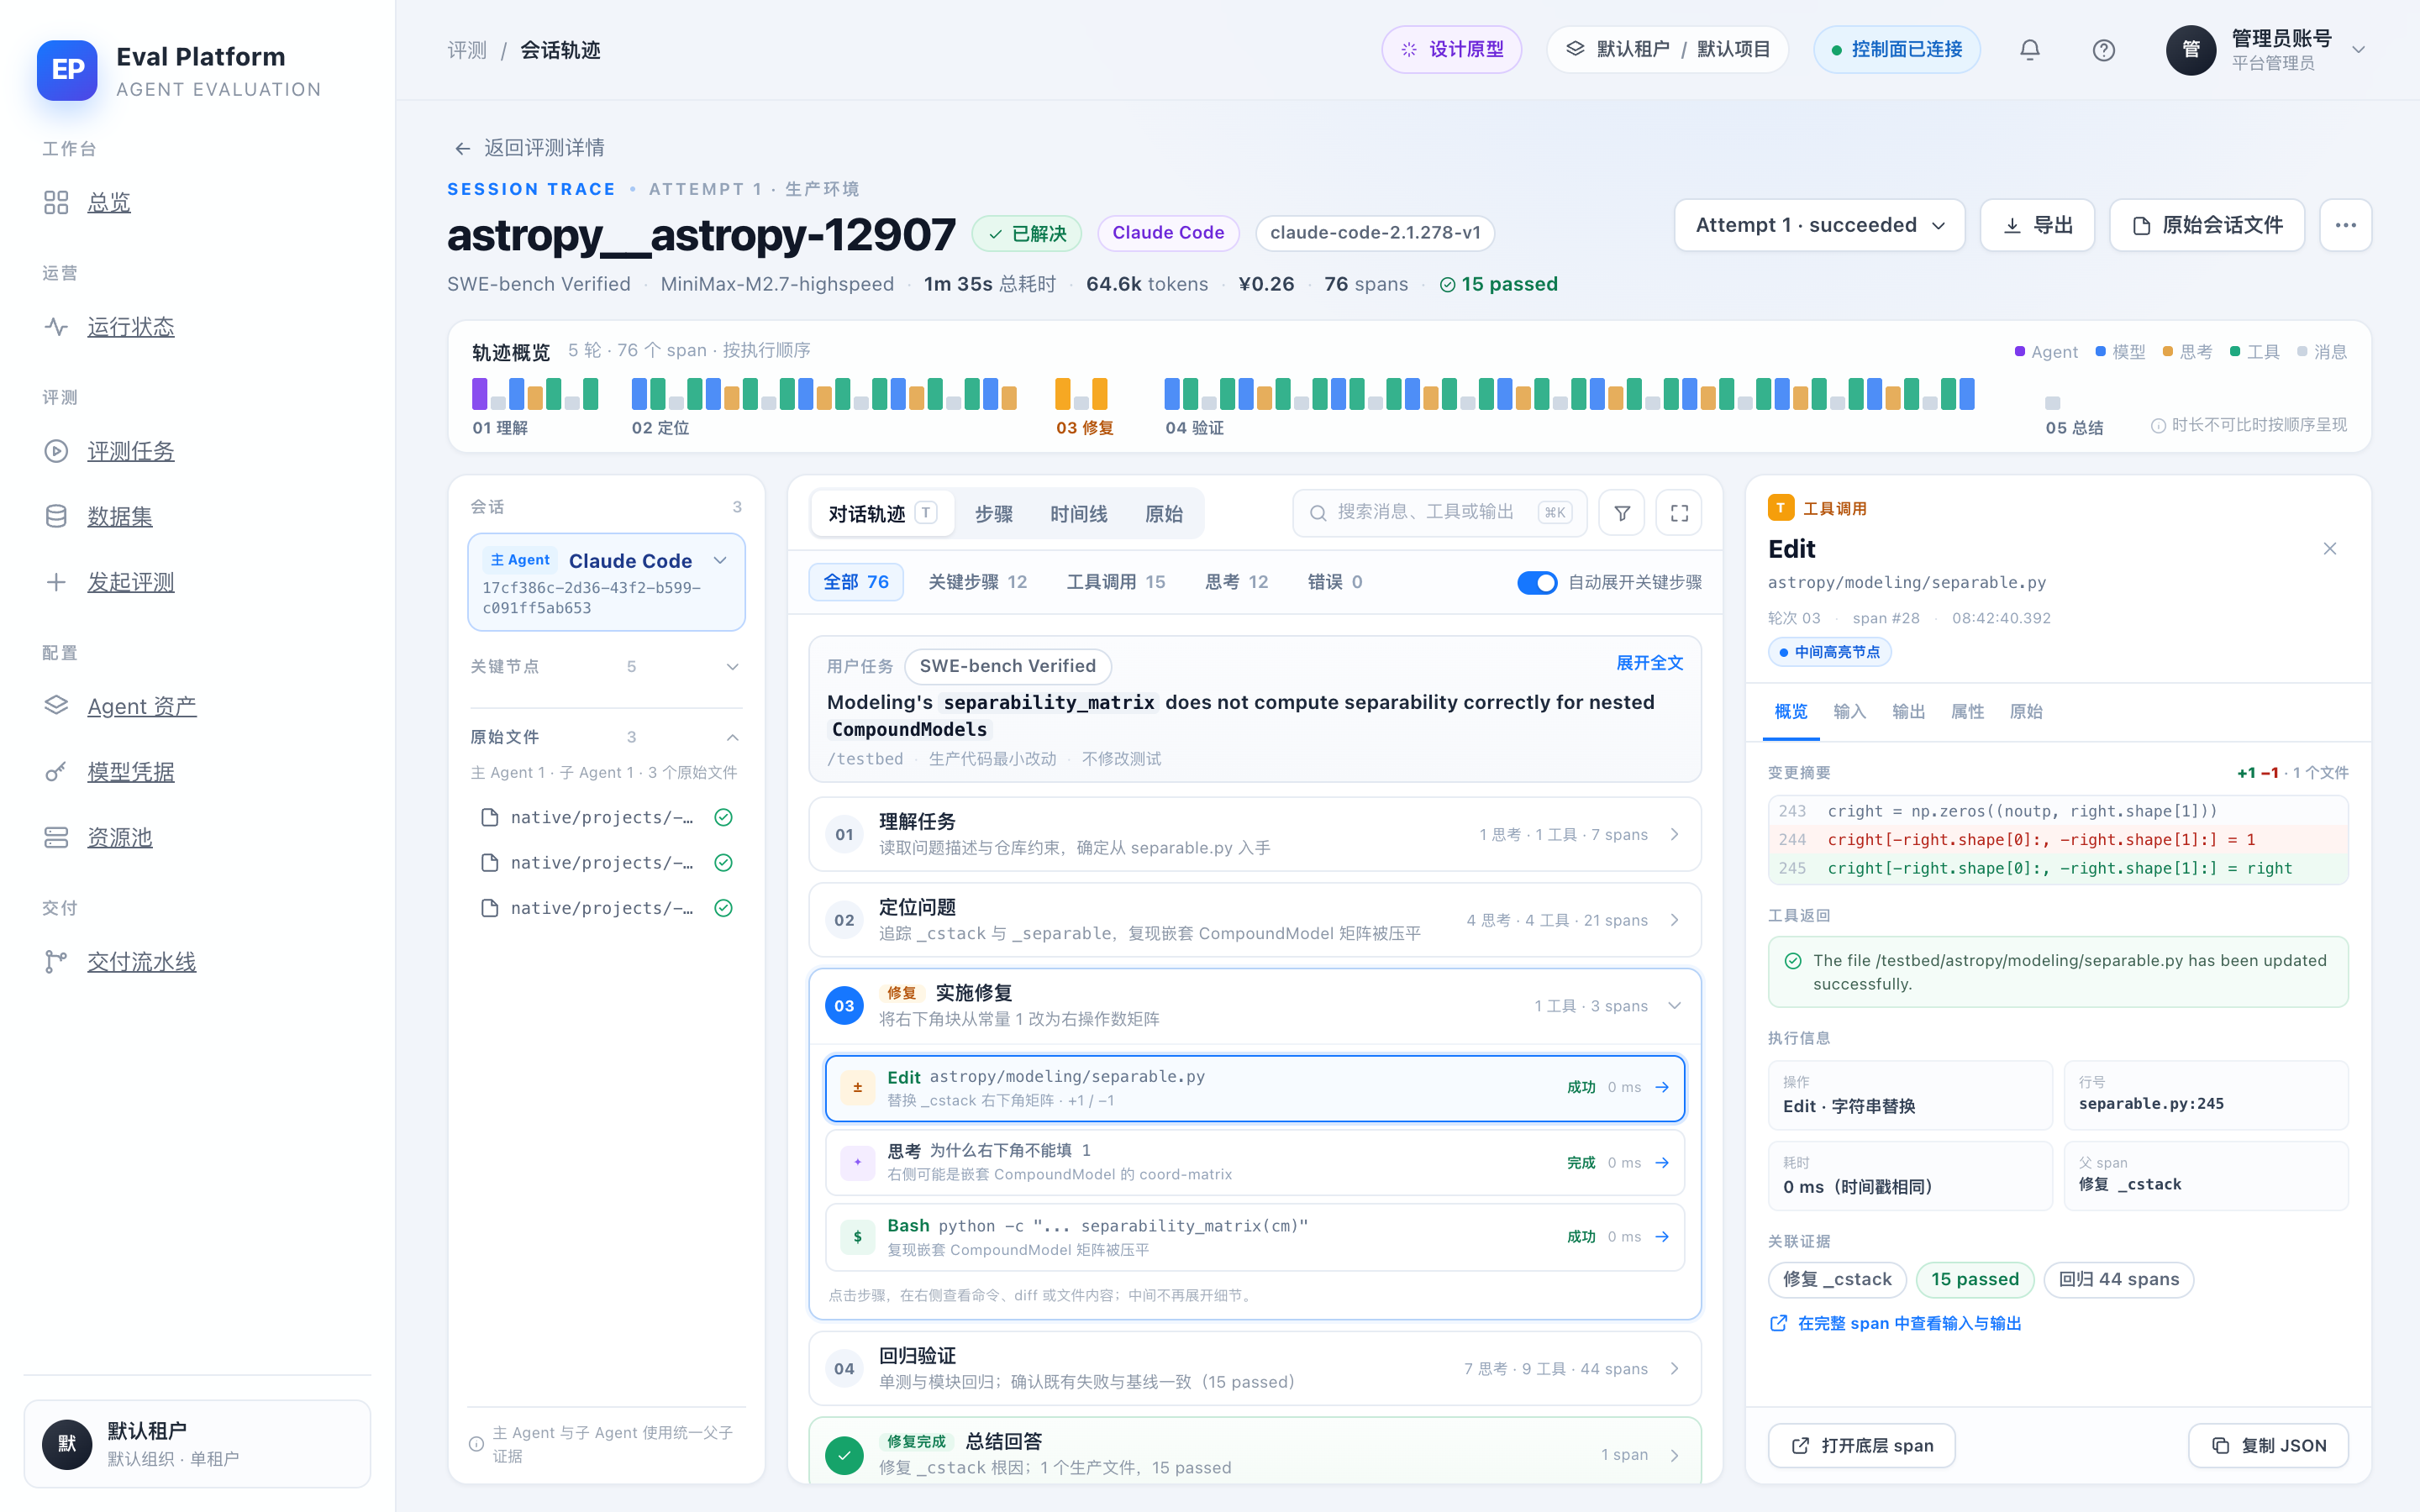 EP
Eval Platform
AGENT EVALUATION
工作台
总览
运营
运行状态
评测
评测任务
数据集
发起评测
配置
Agent 资产
模型凭据
资源池
交付
交付流水线
默
默认租户
默认组织 · 单租户
评测 / 会话轨迹
设计原型
默认租户 / 默认项目
控制面已连接
管
管理员账号
平台管理员
返回评测详情
SESSION TRACE • ATTEMPT 1 · 生产环境
astropy__astropy-12907
已解决
Claude Code
claude-code-2.1.278-v1
Attempt 1 · succeeded
导出
原始会话文件
SWE-bench Verified · MiniMax-M2.7-highspeed · 1m 35s 总耗时 · 64.6k tokens · ¥0.26 · 76 spans · 15 passed
轨迹概览 5 轮 · 76 个 span · 按执行顺序
Agent 模型 思考 工具 消息
01 理解
02 定位
03 修复
04 验证
05 总结
时长不可比时按顺序呈现
会话 3
主 Agent Claude Code
17cf386c-2d36-43f2-b599-
c091ff5ab653
关键节点 5
原始文件 3
主 Agent 1 · 子 Agent 1 · 3 个原始文件
native/projects/-…
native/projects/-…
native/projects/-…
主 Agent 与子 Agent 使用统一父子
证据
对话轨迹 T
步骤
时间线
原始
搜索消息、工具或输出 ⌘K
全部 76
关键步骤 12
工具调用 15
思考 12
错误 0
自动展开关键步骤
用户任务 SWE-bench Verified
展开全文
Modeling's separability_matrix does not compute separability correctly for nested
CompoundModels
/testbed · 生产代码最小改动 · 不修改测试
01
理解任务
读取问题描述与仓库约束，确定从 separable.py 入手
1 思考 · 1 工具 · 7 spans
02
定位问题
追踪 _cstack 与 _separable，复现嵌套 CompoundModel 矩阵被压平
4 思考 · 4 工具 · 21 spans
03
修复 实施修复
将右下角块从常量 1 改为右操作数矩阵
1 工具 · 3 spans
±
Edit astropy/modeling/separable.py
替换 _cstack 右下角矩阵 · +1 / −1
成功 0 ms
思考 为什么右下角不能填 1
右侧可能是嵌套 CompoundModel 的 coord-matrix
完成 0 ms
$
Bash python -c "... separability_matrix(cm)"
复现嵌套 CompoundModel 矩阵被压平
成功 0 ms
点击步骤，在右侧查看命令、diff 或文件内容；中间不再展开细节。
04
回归验证
单测与模块回归；确认既有失败与基线一致（15 passed）
7 思考 · 9 工具 · 44 spans
修复完成 总结回答
修复 _cstack 根因；1 个生产文件，15 passed
1 span
T 工具调用
Edit
astropy/modeling/separable.py
轮次 03 · span #28 · 08:42:40.392
中间高亮节点
概览
输入
输出
属性
原始
变更摘要
+1 −1 · 1 个文件
243 cright = np.zeros((noutp, right.shape[1]))
244 cright[-right.shape[0]:, -right.shape[1]:] = 1
245 cright[-right.shape[0]:, -right.shape[1]:] = right
工具返回
The file /testbed/astropy/modeling/separable.py has been updated
successfully.
执行信息
操作
Edit · 字符串替换
行号
separable.py:245
耗时
0 ms（时间戳相同）
父 span
修复 _cstack
关联证据
修复 _cstack
15 passed
回归 44 spans
在完整 span 中查看输入与输出
打开底层 span
复制 JSON